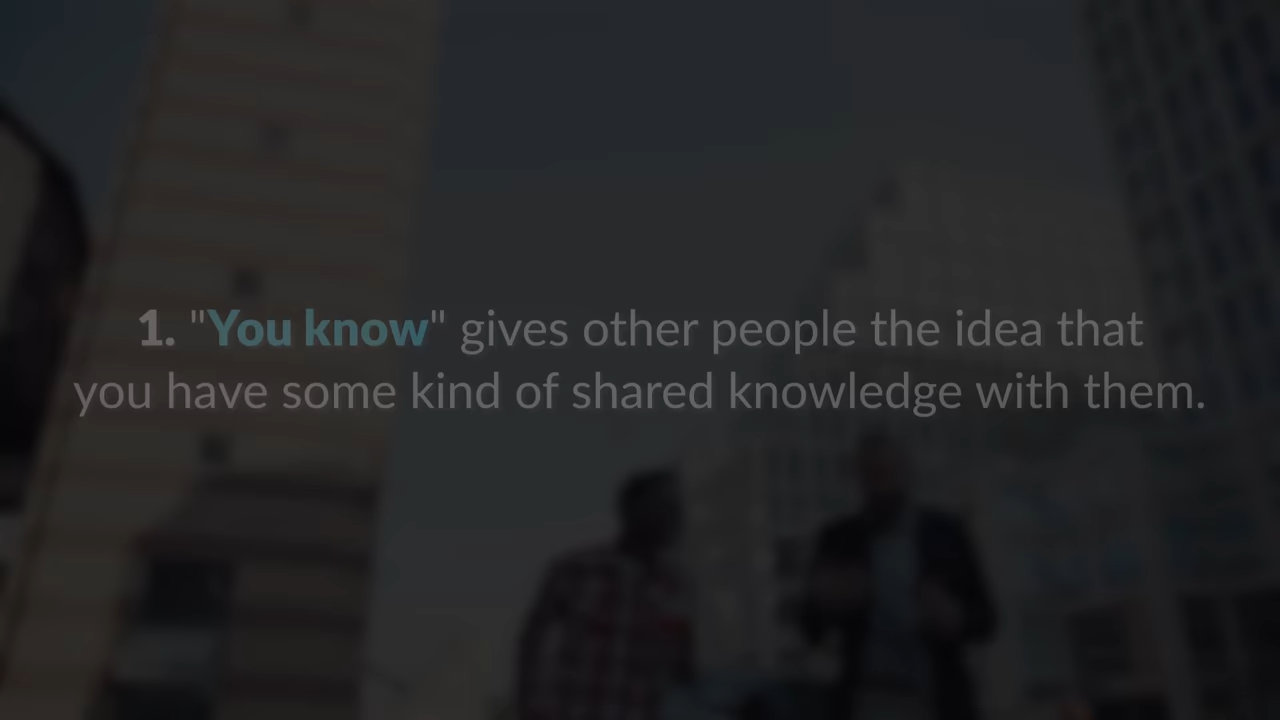 1. "You know" gives other people the idea that
you have some kind of shared knowledge with them.